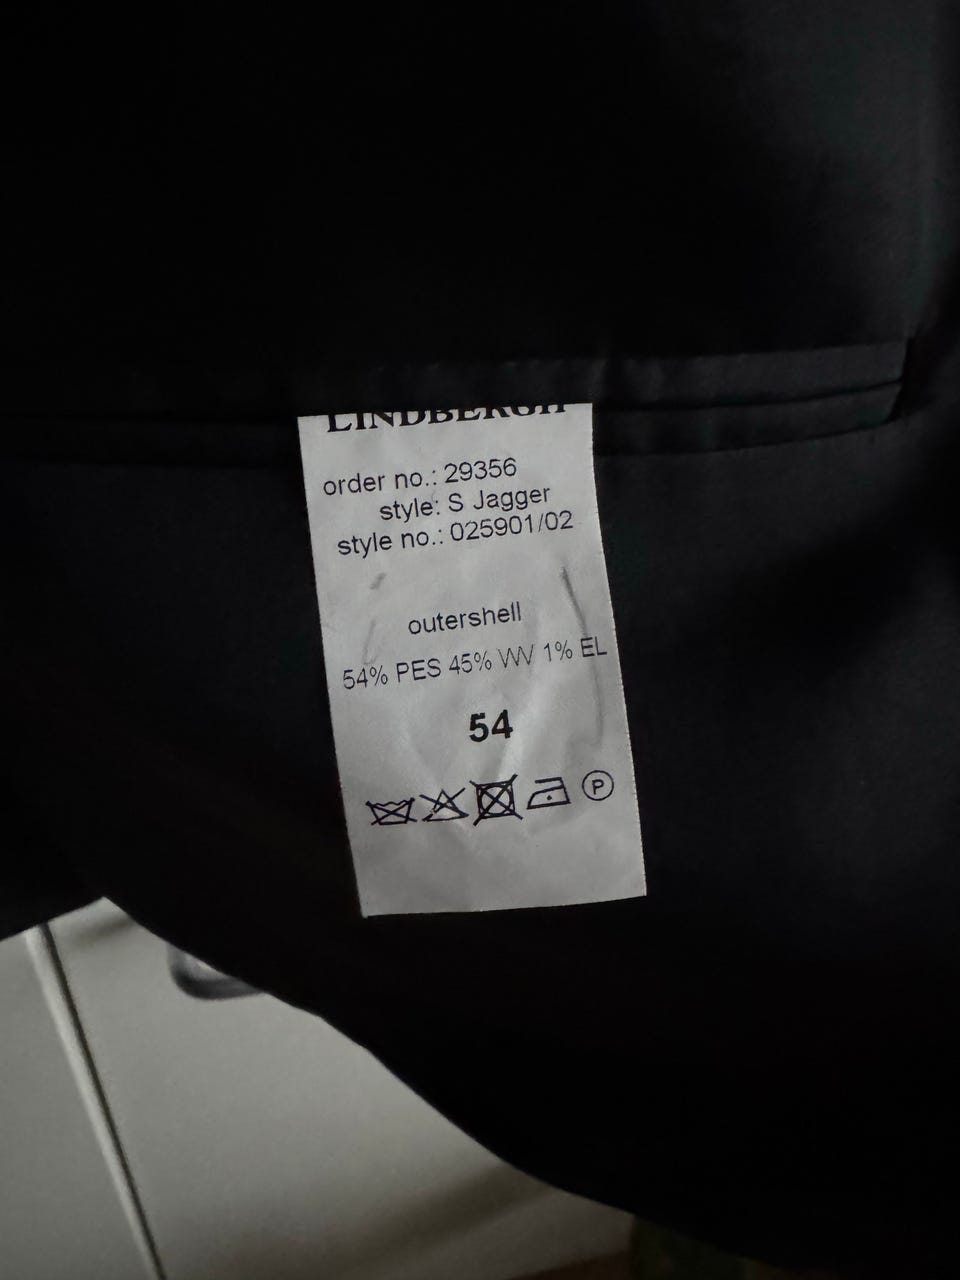 LINDBERGH
order no.: 29356
style: S Jagger
style no.: 025901/02
outershell
54% PES 45% WV 1% EL
54
P